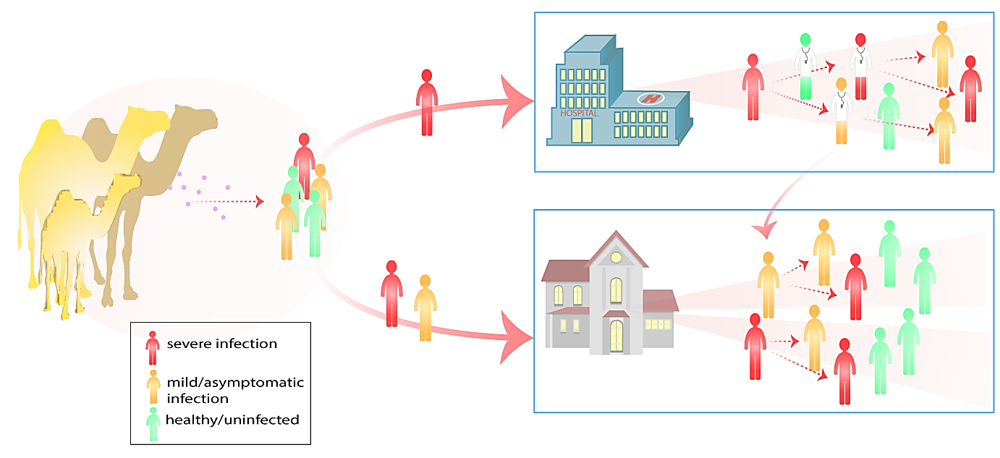 H
HOSPITAL
severe infection
mild/asymptomatic
infection
healthy/uninfected